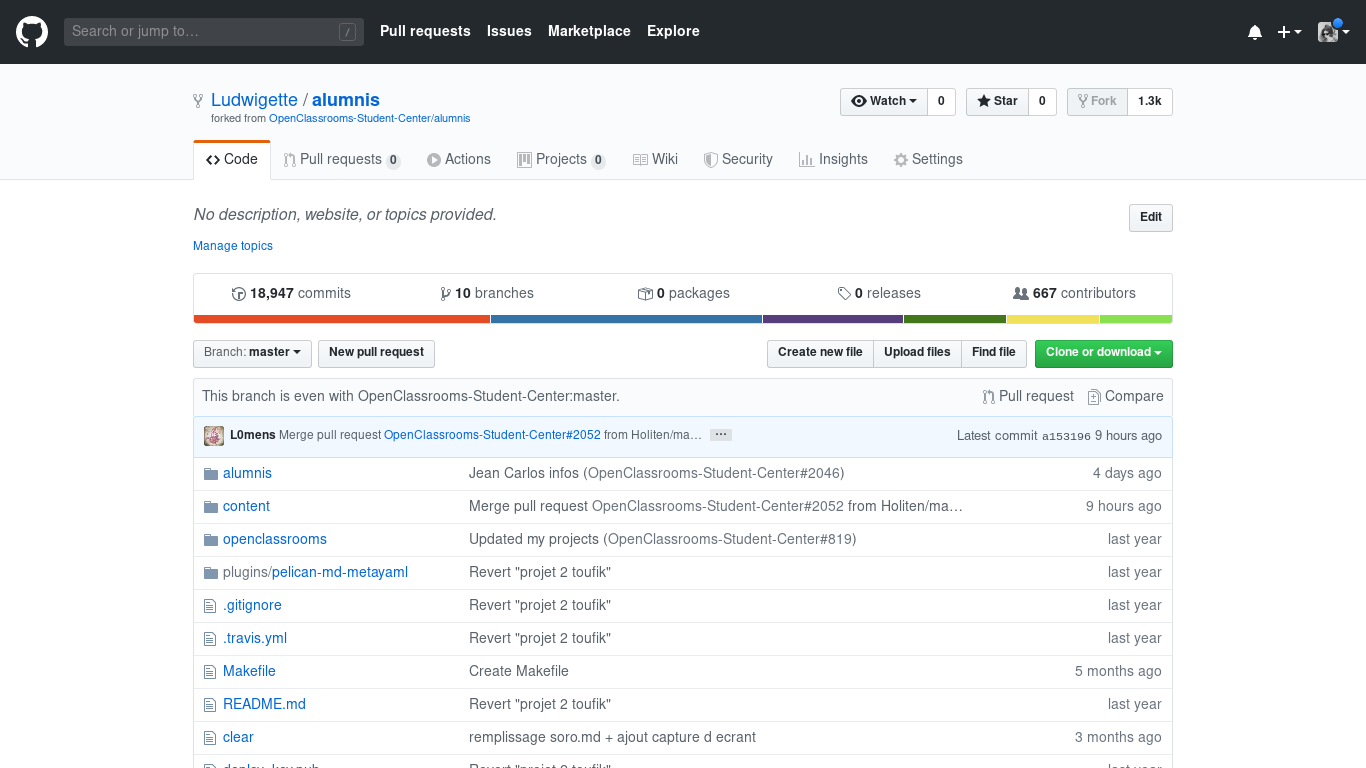 Search or jump to… / Pull requests Issues Marketplace Explore
Ludwigette / alumnis Watch 0 Star 0 Fork 1.3k
forked from OpenClassrooms-Student-Center/alumnis
Code Pull requests 0 Actions Projects 0 Wiki Security Insights Settings
No description, website, or topics provided. Edit
Manage topics
18,947 commits 10 branches 0 packages 0 releases 667 contributors
Branch: master New pull request Create new file Upload files Find file Clone or download
This branch is even with OpenClassrooms-Student-Center:master. Pull request Compare
L0mens Merge pull request OpenClassrooms-Student-Center#2052 from Holiten/ma… … Latest commit a153196 9 hours ago
alumnis Jean Carlos infos (OpenClassrooms-Student-Center#2046) 4 days ago
content Merge pull request OpenClassrooms-Student-Center#2052 from Holiten/ma… 9 hours ago
openclassrooms Updated my projects (OpenClassrooms-Student-Center#819) last year
plugins/pelican-md-metayaml Revert "projet 2 toufik" last year
.gitignore Revert "projet 2 toufik" last year
.travis.yml Revert "projet 2 toufik" last year
Makefile Create Makefile 5 months ago
README.md Revert "projet 2 toufik" last year
clear remplissage soro.md + ajout capture d ecrant 3 months ago
Revert "projet 2 toufik" last year